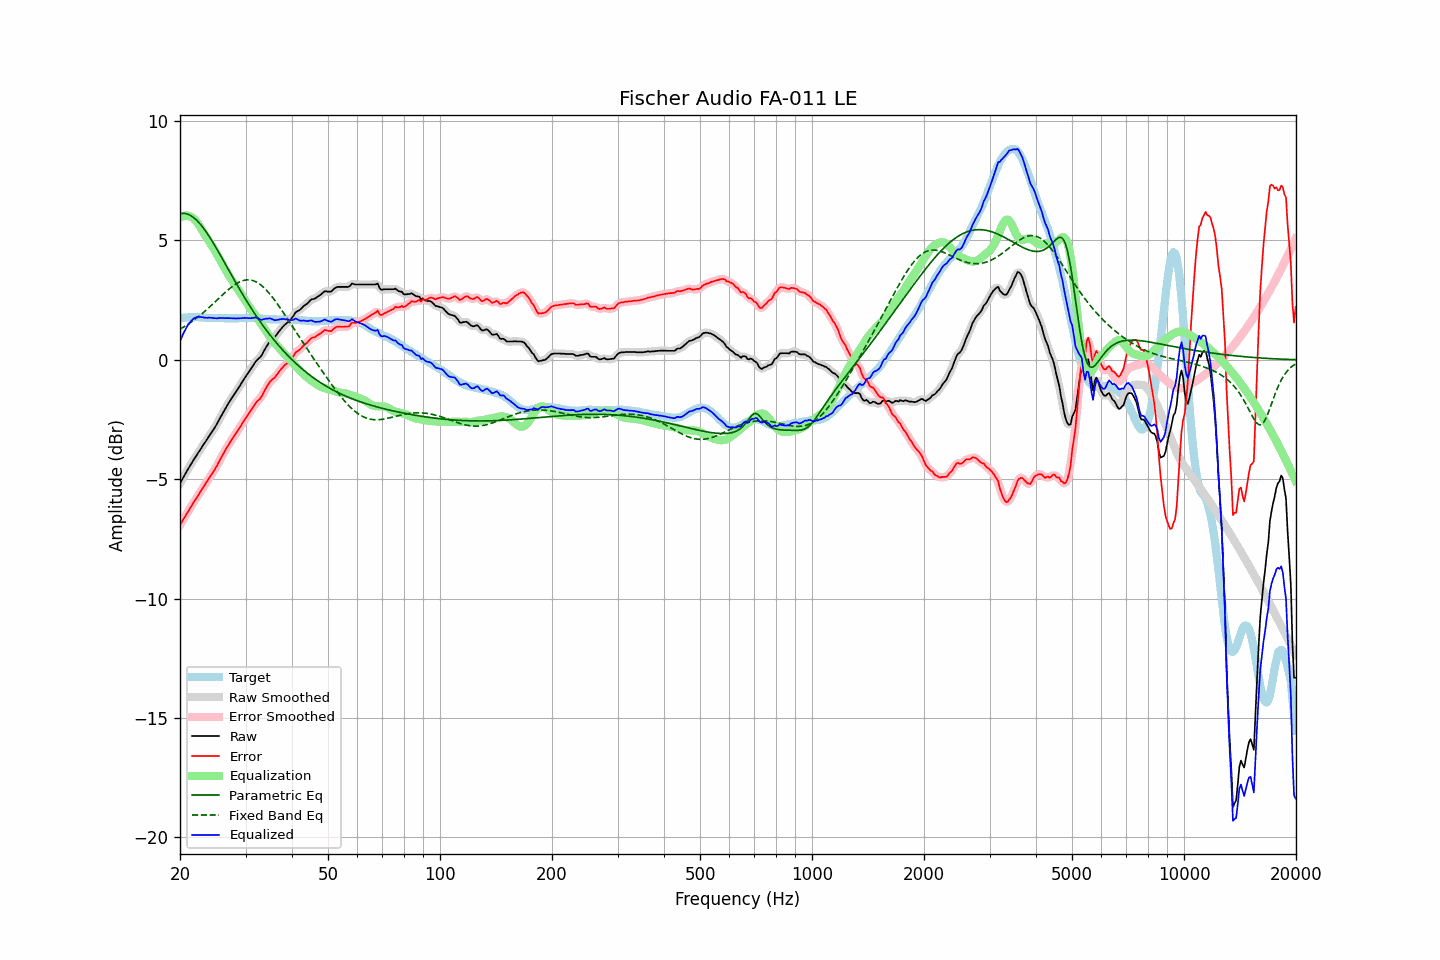 Fischer Audio FA-011 LE
10
5
0
−5
−10
−15
−20
Amplitude (dBr)
Target
Raw Smoothed
Error Smoothed
Raw
Error
Equalization
Parametric Eq
Fixed Band Eq
Equalized
20 50 100 200 500 1000 2000 5000 10000 20000
Frequency (Hz)